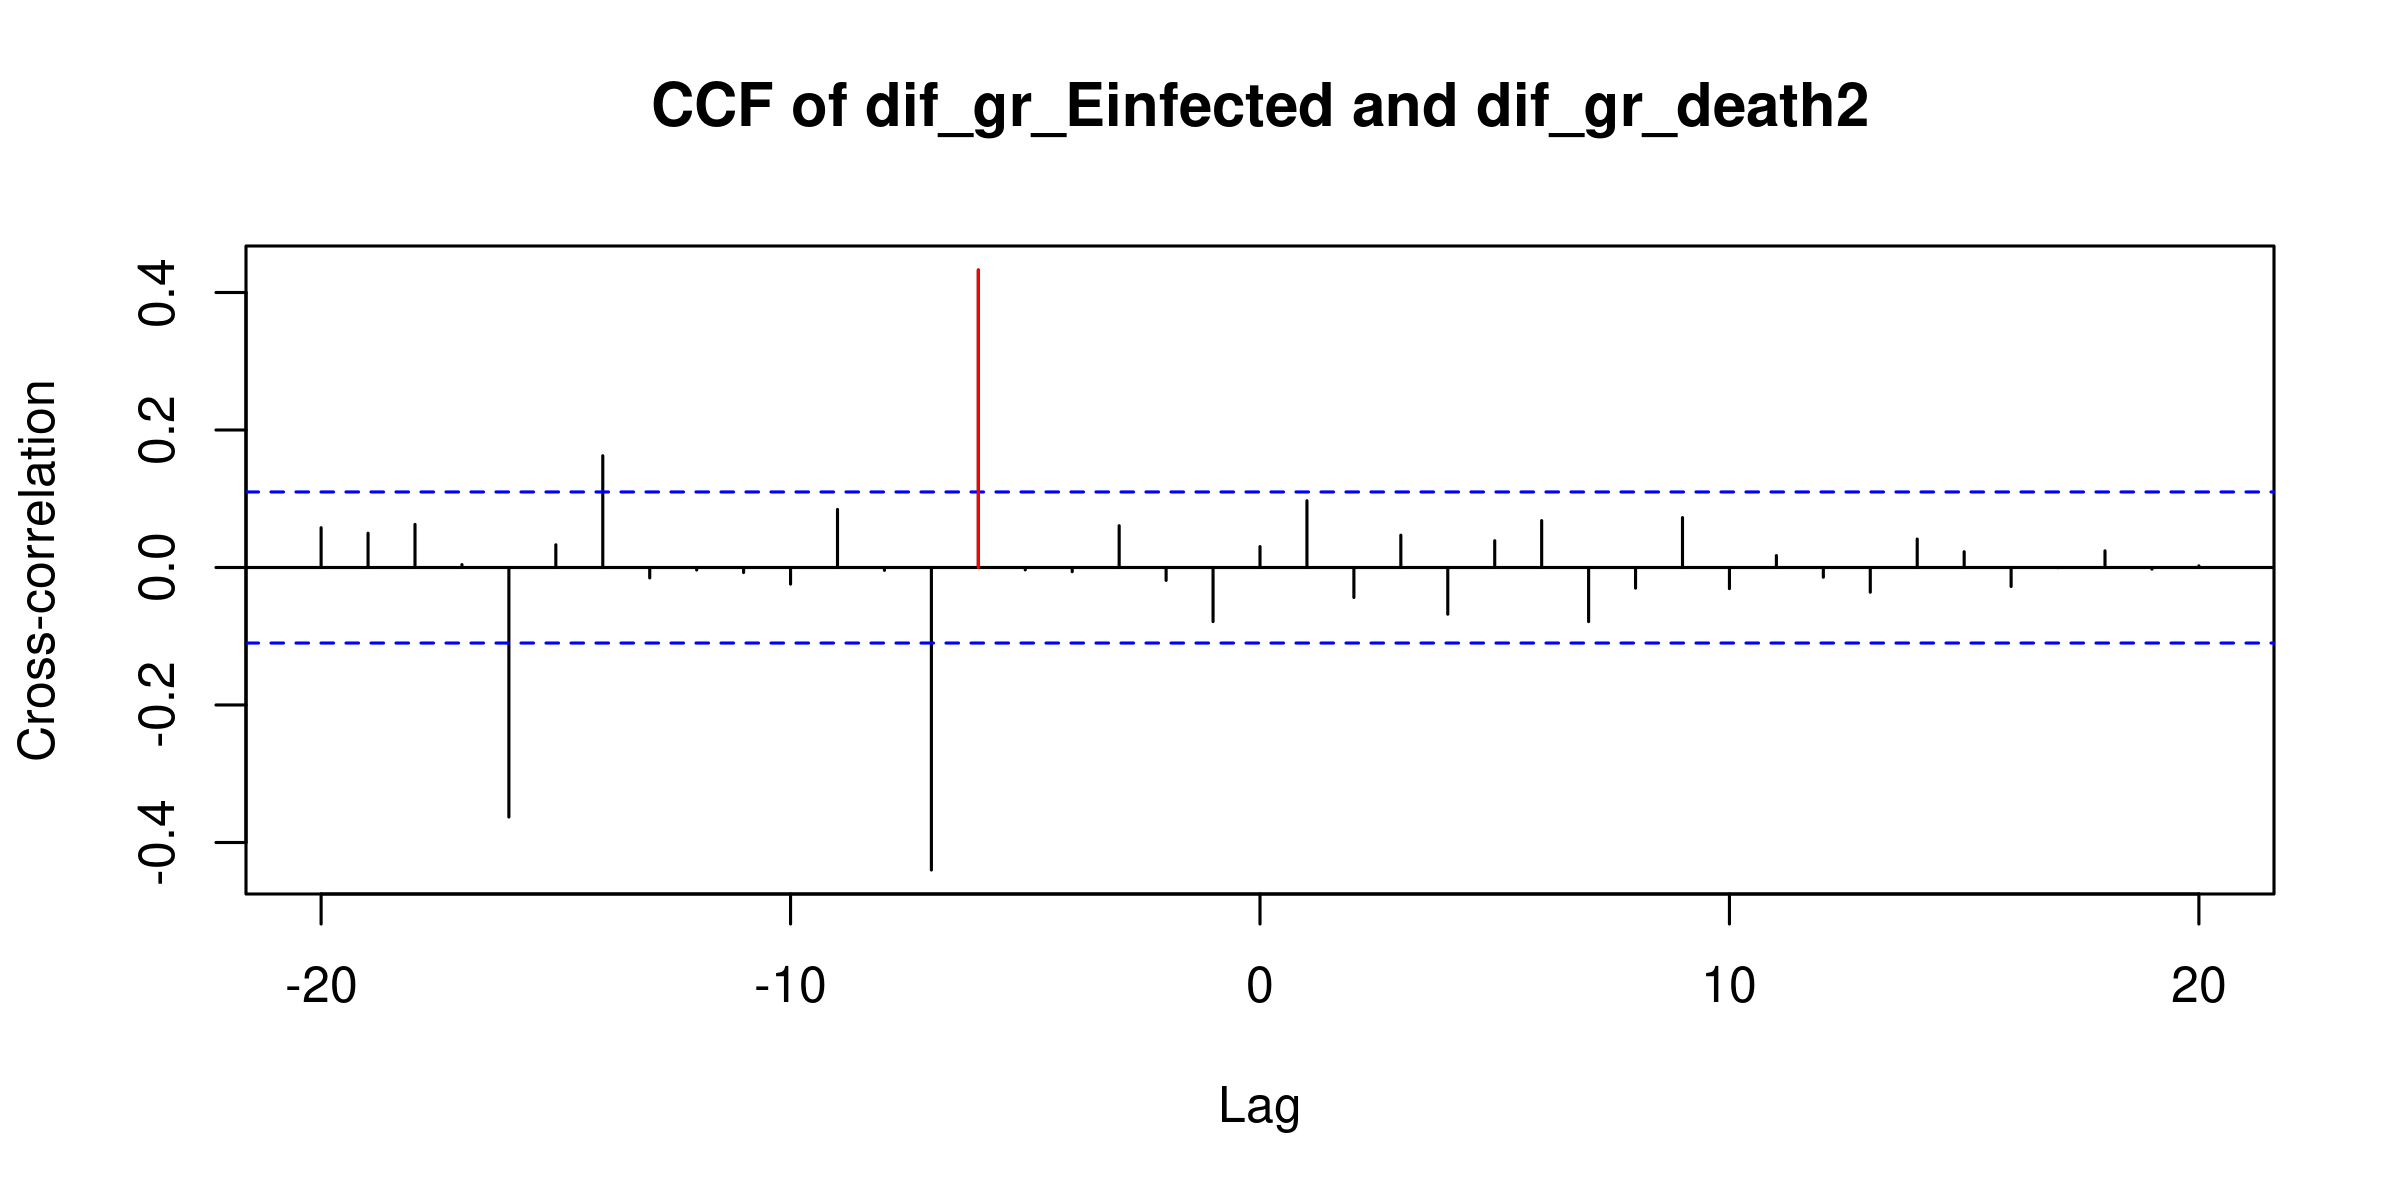 CCF of dif_gr_Einfected and dif_gr_death2
Cross-correlation
0.4
0.2
0.0
-0.2
-0.4
-20 -10 0 10 20
Lag